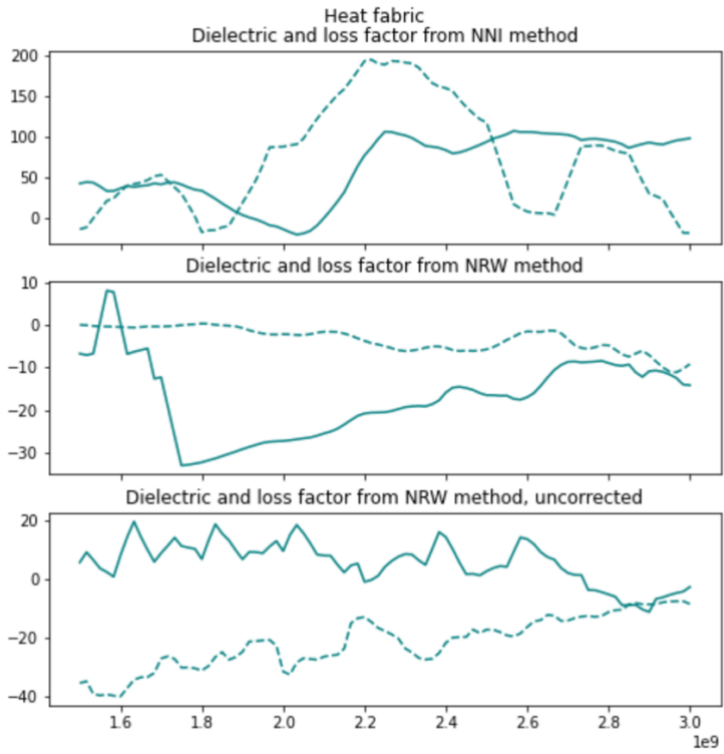 Heat fabric
Dielectric and loss factor from NNI method
200
150
100
50
0
Dielectric and loss factor from NRW method
10
0
−10
−20
−30
Dielectric and loss factor from NRW method, uncorrected
20
0
−20
−40
1.6 1.8 2.0 2.2 2.4 2.6 2.8 3.0
1e9